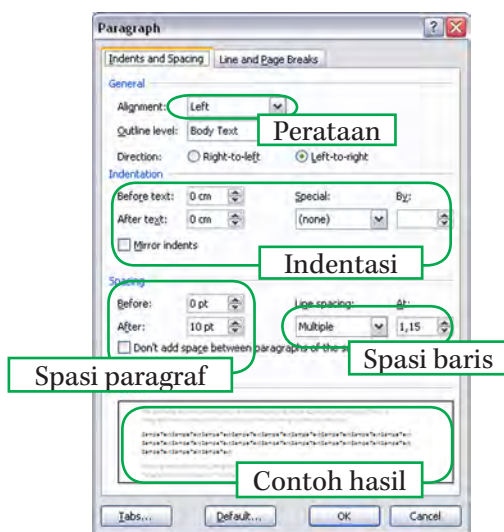 Paragraph
Indents and Spacing Line and Page Breaks
General
Alignment: Left
Outline level: Body Text
Perataan
Direction: Right-to-left Left-to-right
Indentation
Before text: 0 cm Special: By:
After text: 0 cm (none)
Mirror indents
Indentasi
Spacing
Before: 0 pt Line spacing: At:
After: 10 pt Multiple 1,15
Don't add space between paragraphs of the
Spasi paragraf
Spasi baris
Contoh hasil
Tabs... Default... OK Cancel